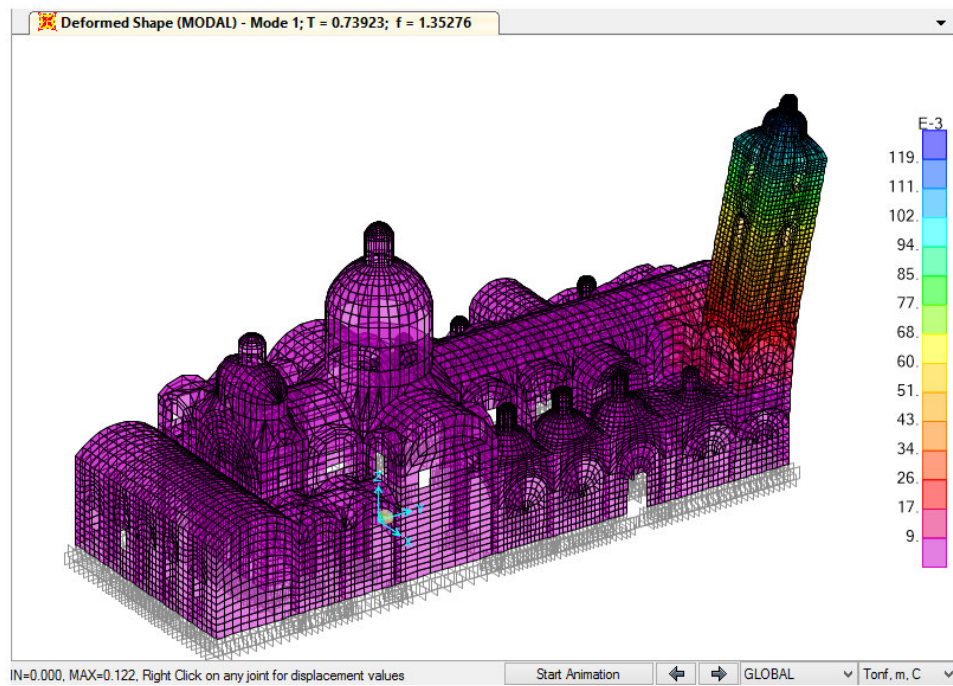 Deformed Shape (MODAL) - Mode 1; T = 0.73923; f = 1.35276
E-3
119.
111.
102.
94.
85.
77.
68.
60.
51.
43.
34.
26.
17.
9.
Z
Y
X
IN=0.000, MAX=0.122, Right Click on any joint for displacement values
Start Animation
GLOBAL
Tonf, m, C